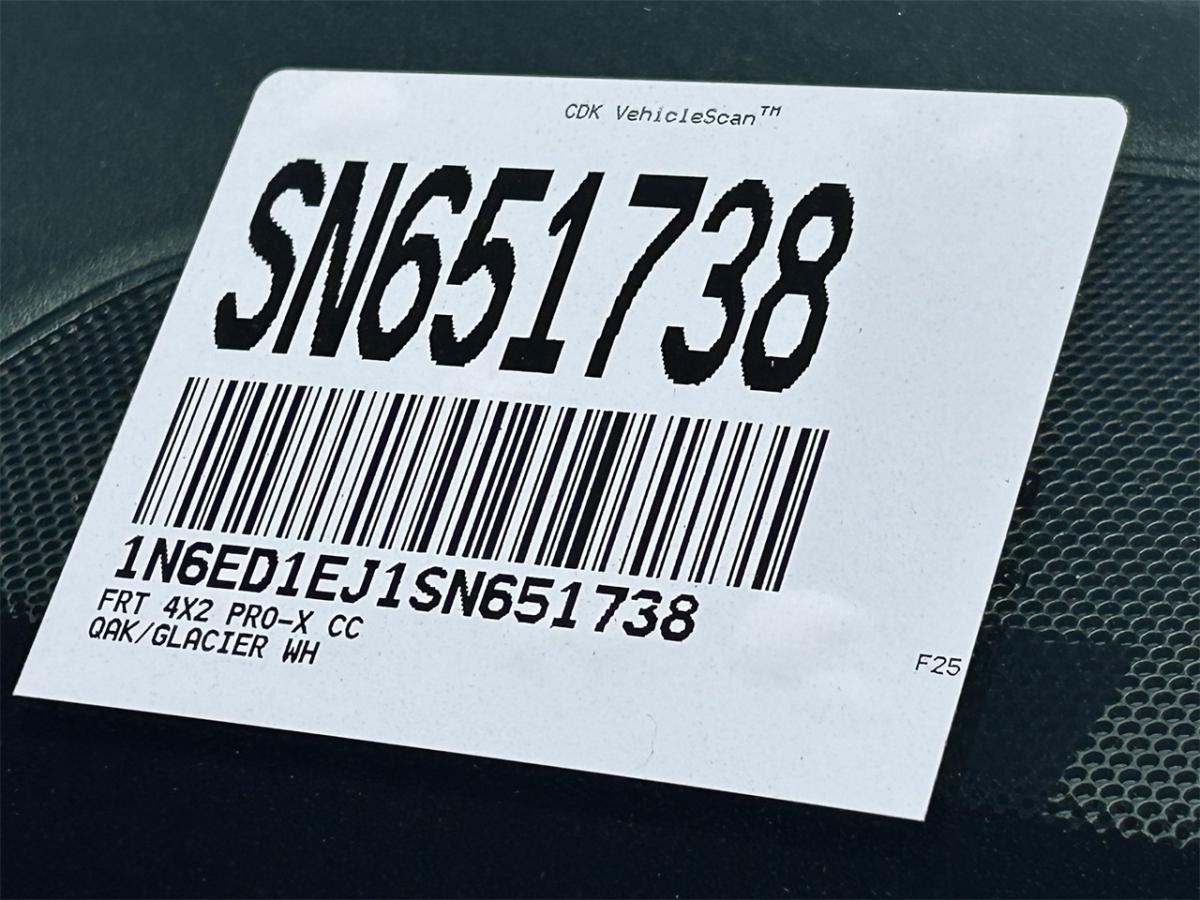 CDK VehicleScan™
SN651738
1N6ED1EJ1SN651738
FRT 4X2 PRO-X CC
QAK/GLACIER WH
F25